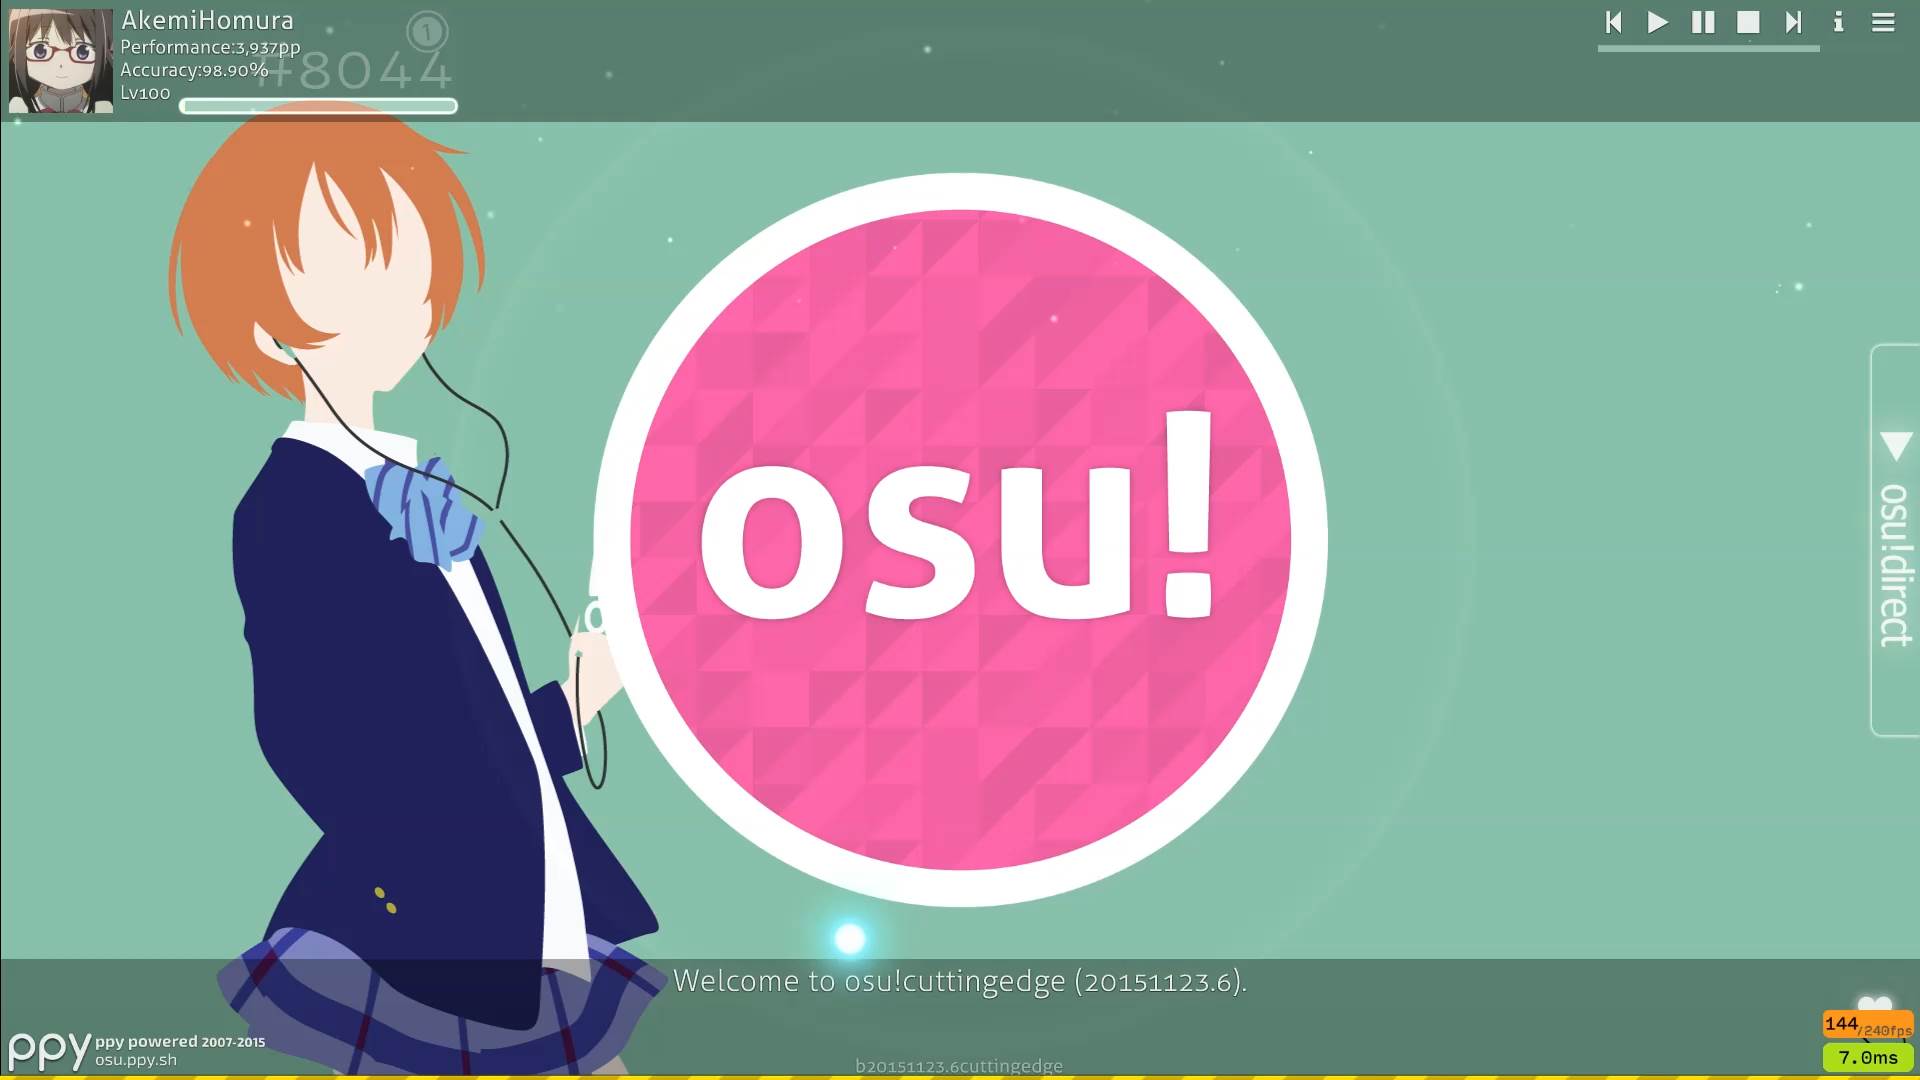 AkemiHomura
Performance:3,937pp
Accuracy:98.90%
Lv100
1
#8044
osu!
osu!direct
Welcome to osu!cuttingedge (20151123.6).
ppy
ppy powered 2007-2015
osu.ppy.sh
b20151123.6cuttingedge
144/240fps
7.0ms